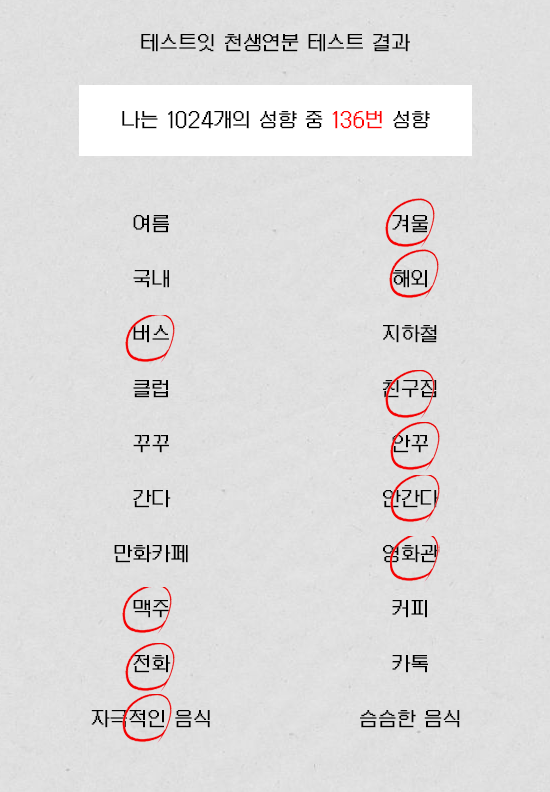 테스트잇 천생연분 테스트 결과
나는 1024개의 성향 중 136번 성향
여름 겨울
국내 해외
버스 지하철
클럽 친구집
꾸꾸 안꾸
간다 안간다
만화카페 영화관
맥주 커피
전화 카톡
자극적인 음식 슴슴한 음식